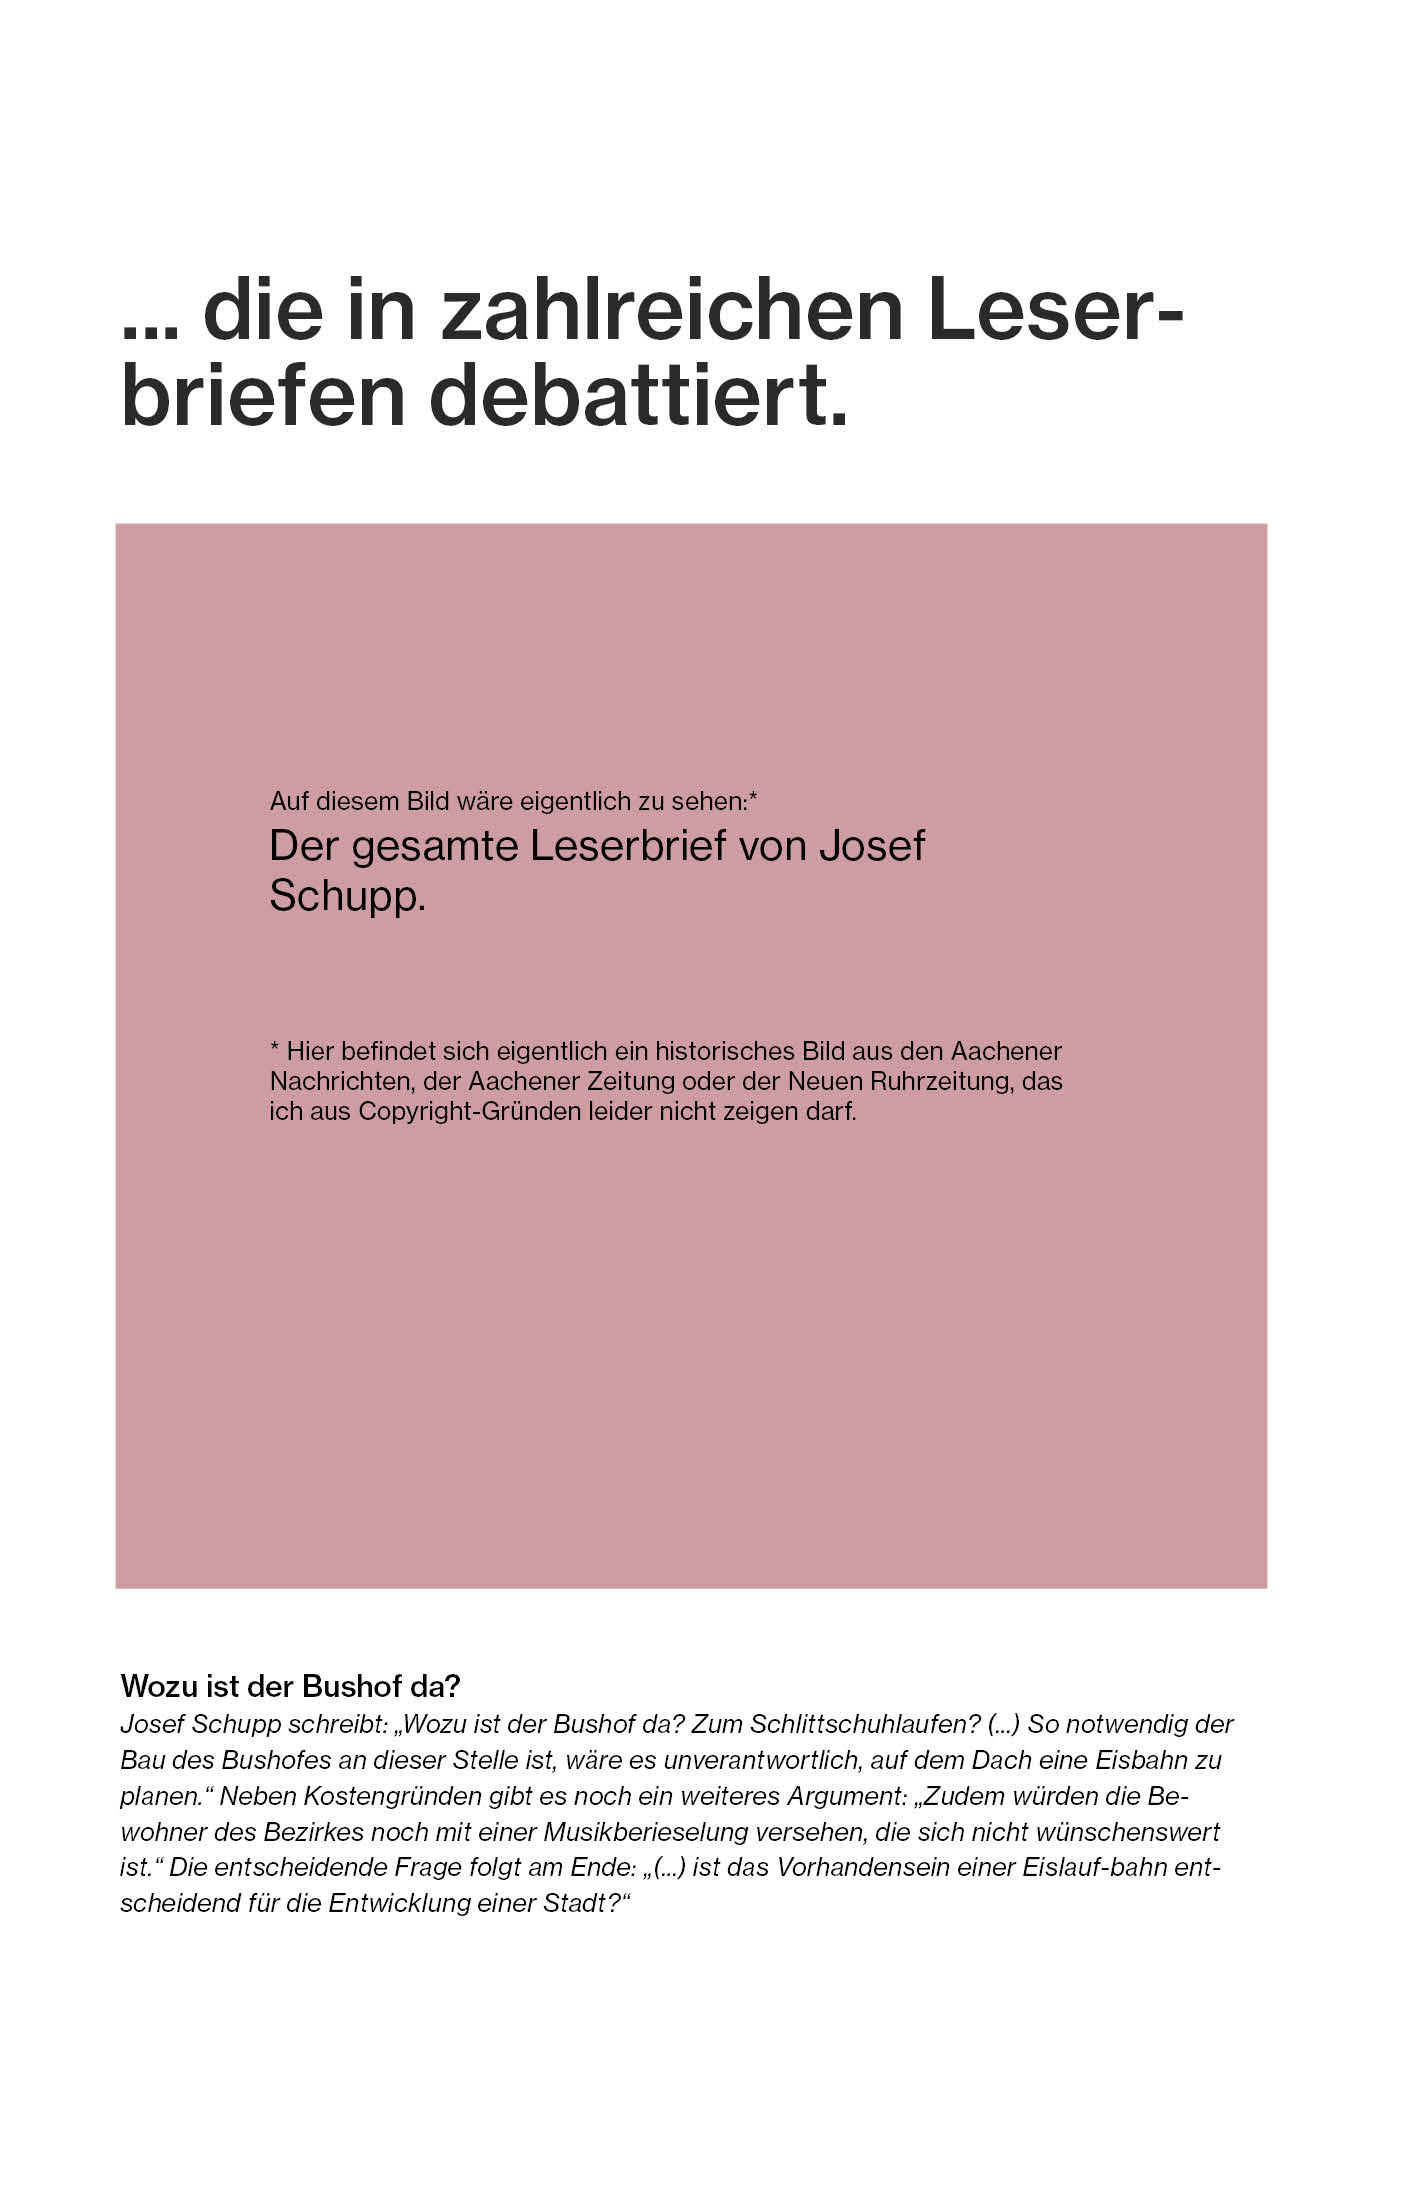 ... die in zahlreichen Leser-
briefen debattiert.
Auf diesem Bild wäre eigentlich zu sehen:*
Der gesamte Leserbrief von Josef
Schupp.
* Hier befindet sich eigentlich ein historisches Bild aus den Aachener
Nachrichten, der Aachener Zeitung oder der Neuen Ruhrzeitung, das
ich aus Copyright-Gründen leider nicht zeigen darf.
Wozu ist der Bushof da?
Josef Schupp schreibt: „Wozu ist der Bushof da? Zum Schlittschuhlaufen? (...) So notwendig der
Bau des Bushofes an dieser Stelle ist, wäre es unverantwortlich, auf dem Dach eine Eisbahn zu
planen.“ Neben Kostengründen gibt es noch ein weiteres Argument: „Zudem würden die Be-
wohner des Bezirkes noch mit einer Musikberieselung versehen, die sich nicht wünschenswert
ist.“ Die entscheidende Frage folgt am Ende: „(...) ist das Vorhandensein einer Eislauf-bahn ent-
scheidend für die Entwicklung einer Stadt?“